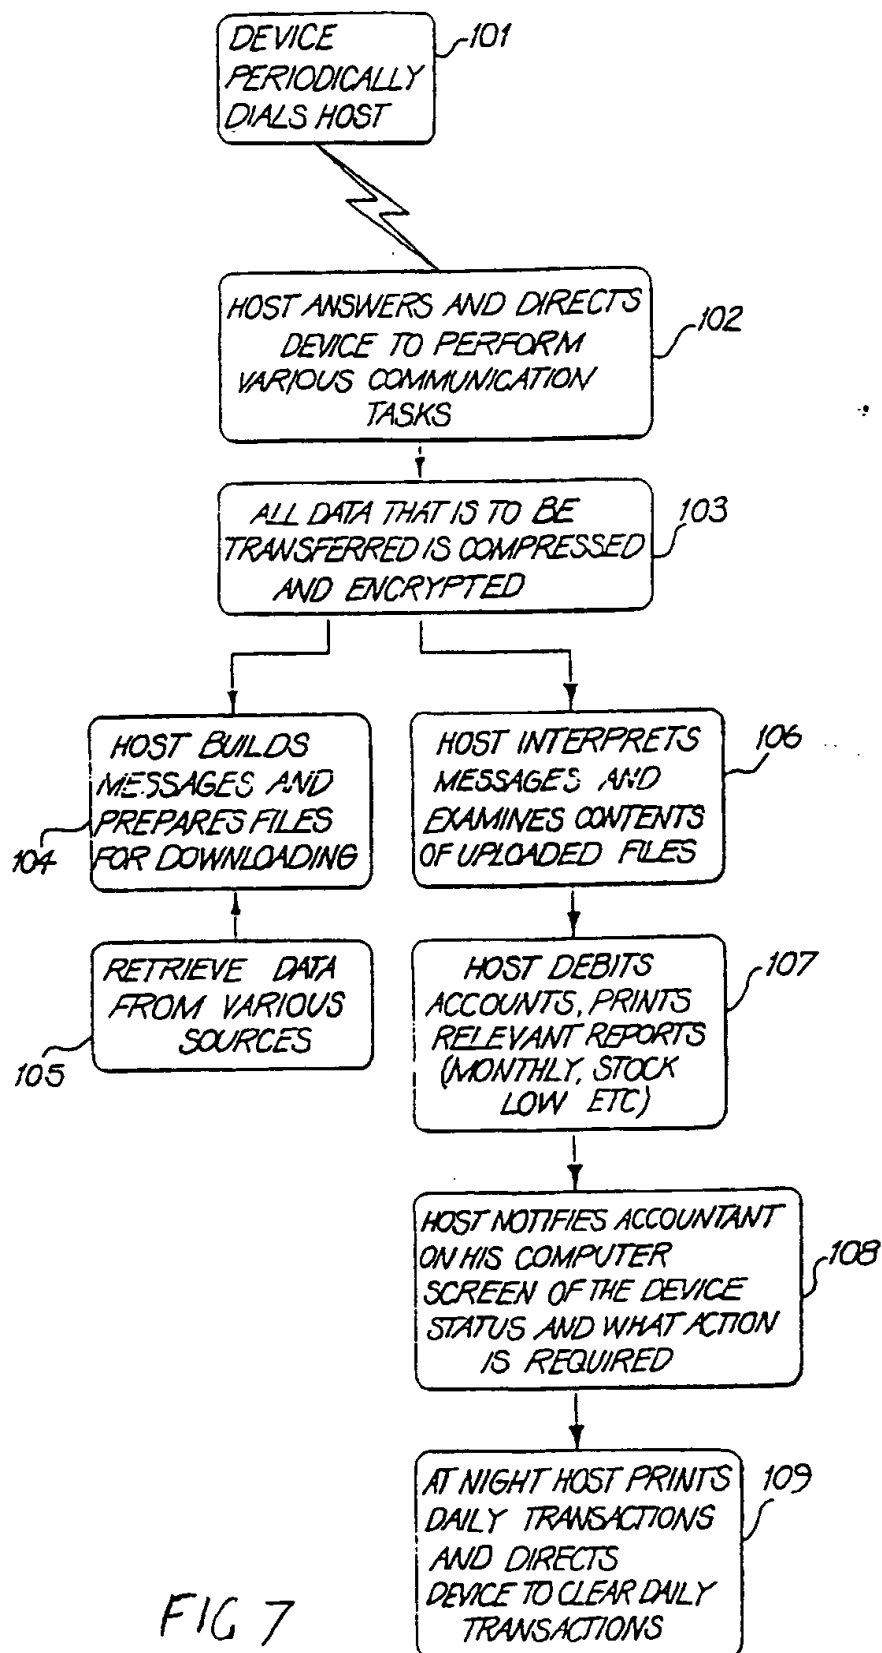 DEVICE
PERIODICALLY
DIALS HOST
101
HOST ANSWERS AND DIRECTS
DEVICE TO PERFORM
VARIOUS COMMUNICATION
TASKS
102
ALL DATA THAT IS TO BE
TRANSFERRED IS COMPRESSED
AND ENCRYPTED
103
HOST BUILDS
MESSAGES AND
PREPARES FILES
FOR DOWNLOADING
104
RETRIEVE DATA
FROM VARIOUS
SOURCES
105
HOST INTERPRETS
MESSAGES AND
EXAMINES CONTENTS
OF UPLOADED FILES
106
HOST DEBITS
ACCOUNTS, PRINTS
RELEVANT REPORTS
(MONTHLY, STOCK
LOW ETC)
107
HOST NOTIFIES ACCOUNTANT
ON HIS COMPUTER
SCREEN OF THE DEVICE
STATUS AND WHAT ACTION
IS REQUIRED
108
AT NIGHT HOST PRINTS
DAILY TRANSACTIONS
AND DIRECTS
DEVICE TO CLEAR DAILY
TRANSACTIONS
109
FIG 7